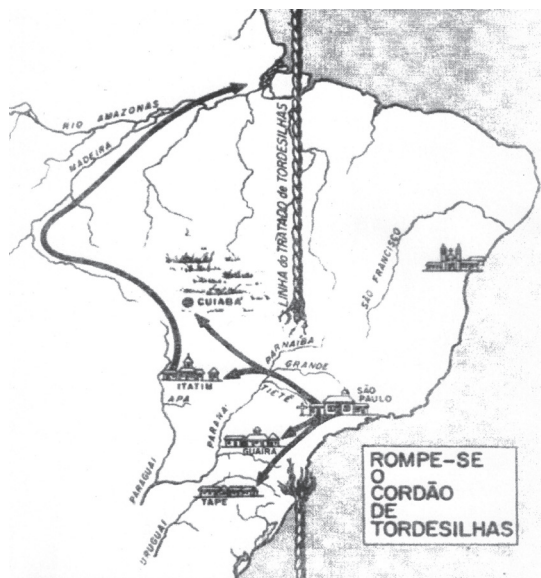 RIO AMAZONAS
MADEIRA
LINHA do TRATADO de TORDESILHAS
SÃO FRANCISCO
CUIABÁ
PARNAIBA
GRANDE
ITATIM
TIETÊ
SÃO
PAULO
APA
PARANÁ
GUAIRA
PARAGUAI
TAPE
URUGUAI
ROMPE-SE
O
CORDÃO
DE
TORDESILHAS